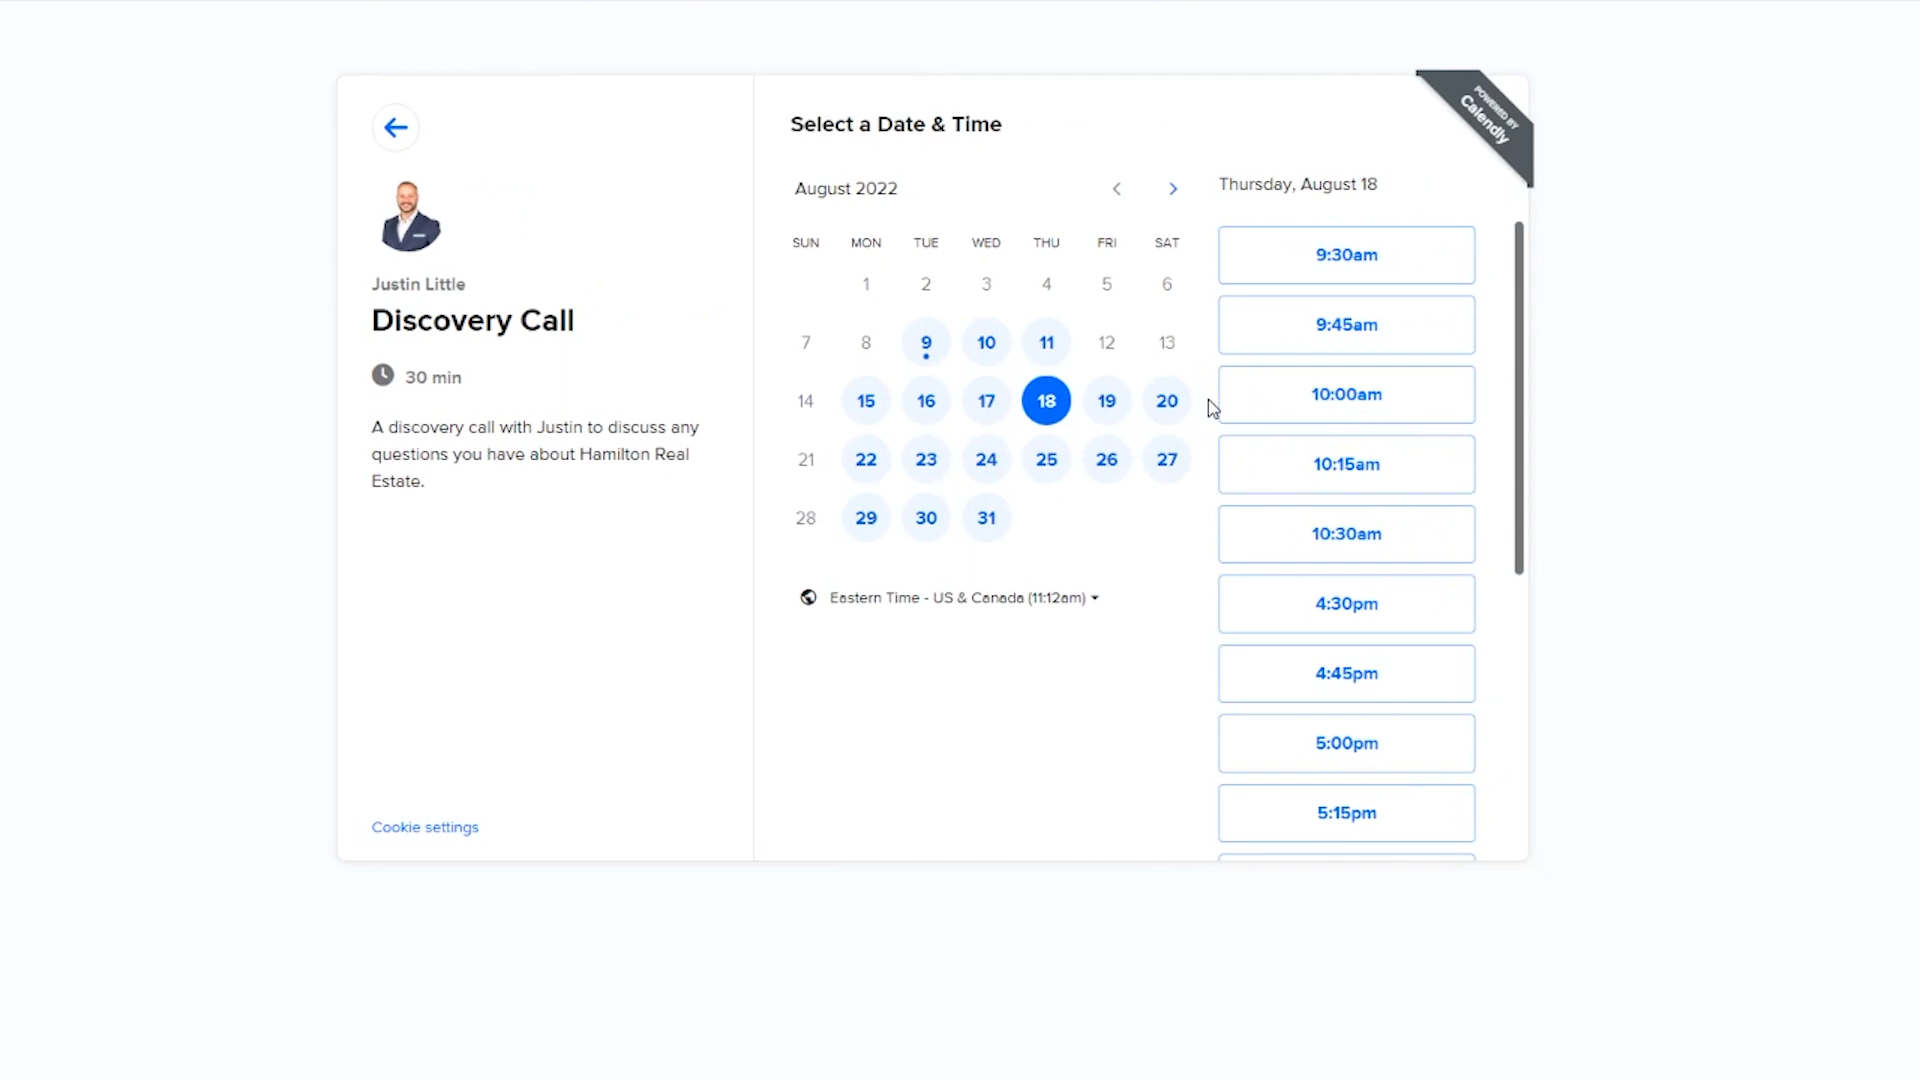 Justin Little
Discovery Call
30 min
A discovery call with Justin to discuss any
questions you have about Hamilton Real
Estate.
Cookie settings
Select a Date & Time
August 2022
SUN MON TUE WED THU FRI SAT
1 2 3 4 5 6
7 8 9 10 11 12 13
14 15 16 17 18 19 20
21 22 23 24 25 26 27
28 29 30 31
Eastern Time - US & Canada (11:12am)
Thursday, August 18
9:30am
9:45am
10:00am
10:15am
10:30am
4:30pm
4:45pm
5:00pm
5:15pm
POWERED BY
Calendly